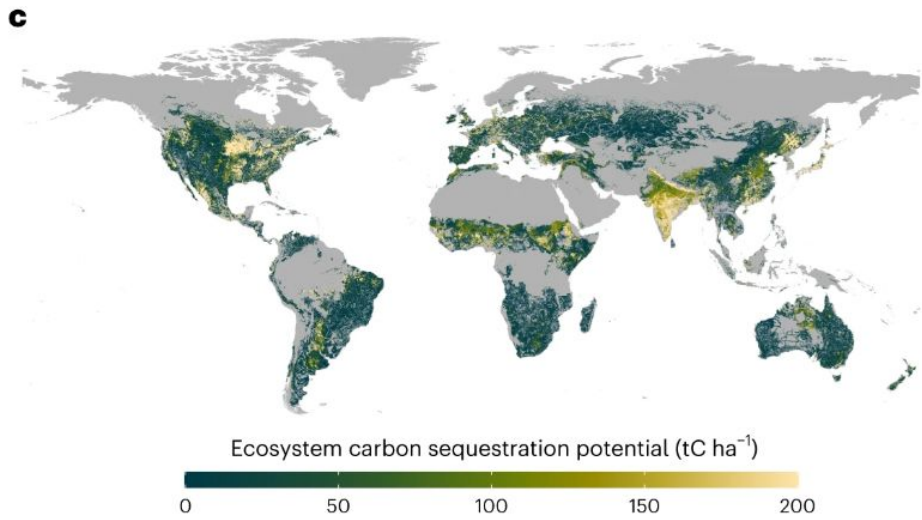 c
Ecosystem carbon sequestration potential (tC ha⁻¹)
0 50 100 150 200